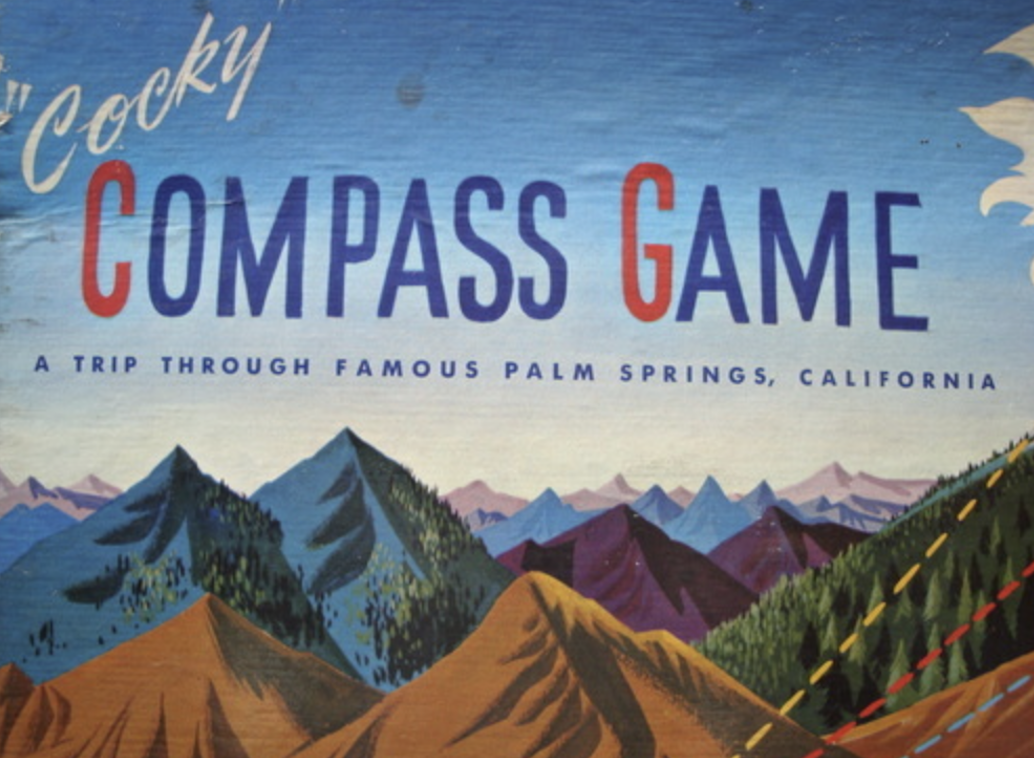 "Cocky"
COMPASS GAME
A TRIP THROUGH FAMOUS PALM SPRINGS, CALIFORNIA